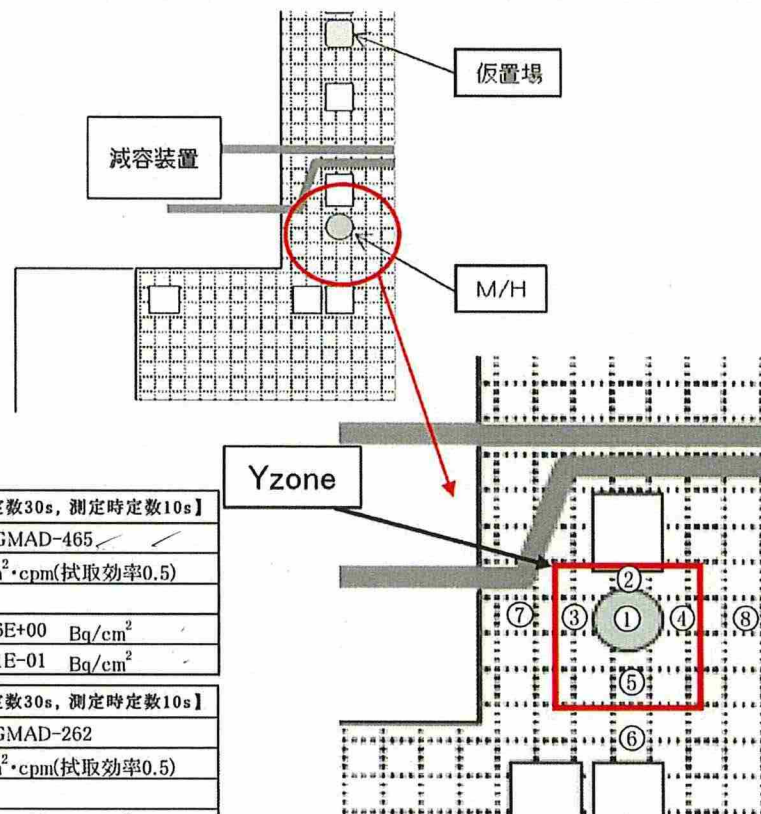 仮置場
減容装置
M/H
Yzone
定数30s, 測定時定数10s】
GMAD-465
²・cpm(拭取効率0.5)
E+00 Bq/cm²
E-01 Bq/cm²
定数30s, 測定時定数10s】
GMAD-262
²・cpm(拭取効率0.5)
②
⑦ ③ ① ④ ⑧
⑤
⑥